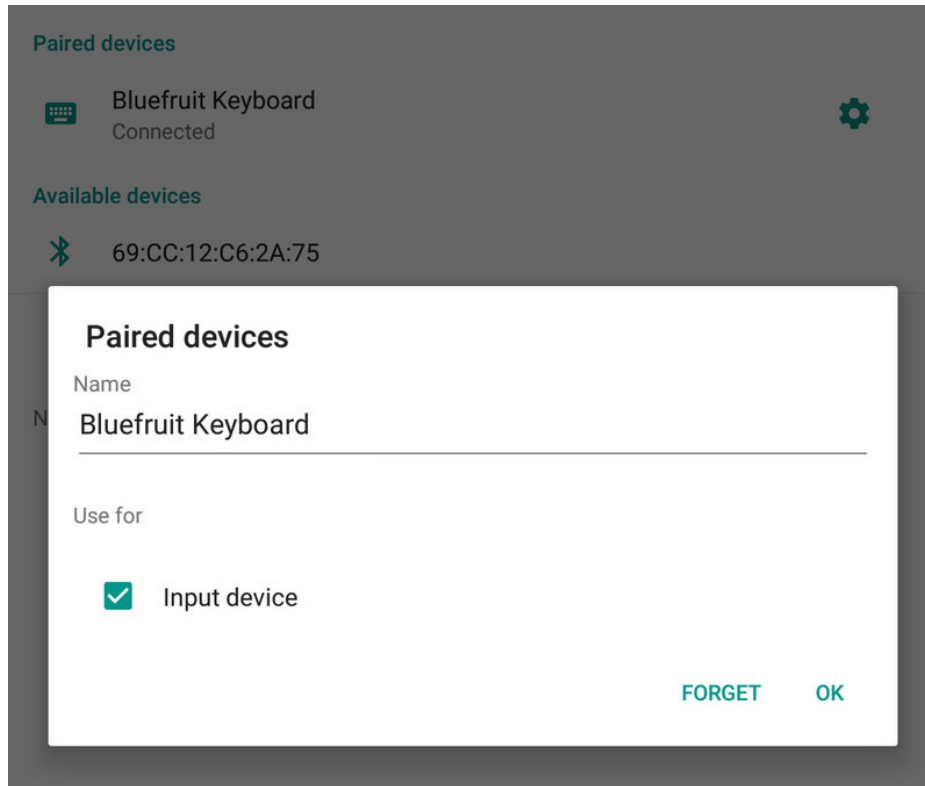 Paired devices
Bluefruit Keyboard
Connected
Available devices
69:CC:12:C6:2A:75
Paired devices
Name
Bluefruit Keyboard
Use for
Input device
FORGET OK